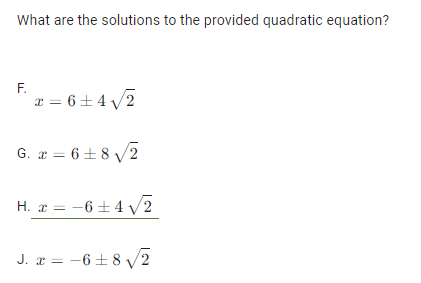 What are the solutions to the provided quadratic equation?
F.
x = 6 ± 4 √2
G. x = 6 ± 8 √2
H. x = −6 ± 4 √2
J. x = −6 ± 8 √2